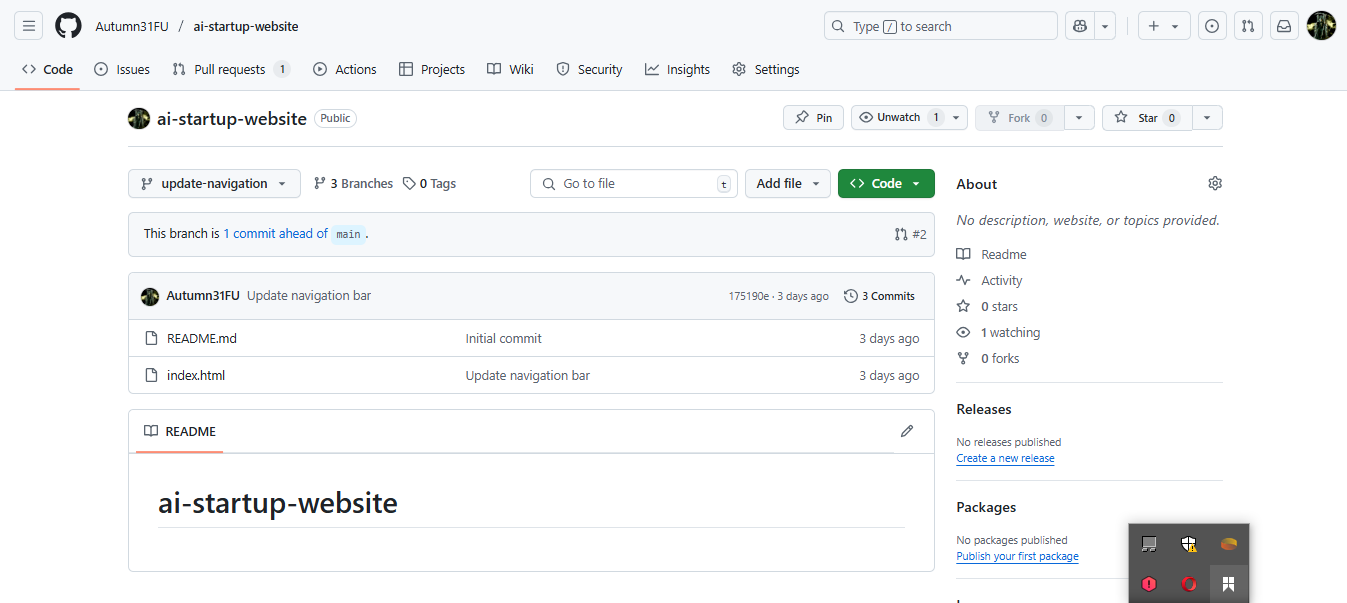 Autumn31FU / ai-startup-website
Type / to search
Code Issues Pull requests 1 Actions Projects Wiki Security Insights Settings
ai-startup-website Public
Pin Unwatch 1 Fork 0 Star 0
update-navigation 3 Branches 0 Tags Go to file t Add file Code
This branch is 1 commit ahead of main. #2
Autumn31FU Update navigation bar 175190e · 3 days ago 3 Commits
README.md Initial commit 3 days ago
index.html Update navigation bar 3 days ago
README
ai-startup-website
About
No description, website, or topics provided.
Readme
Activity
0 stars
1 watching
0 forks
Releases
No releases published
Create a new release
Packages
No packages published
Publish your first package